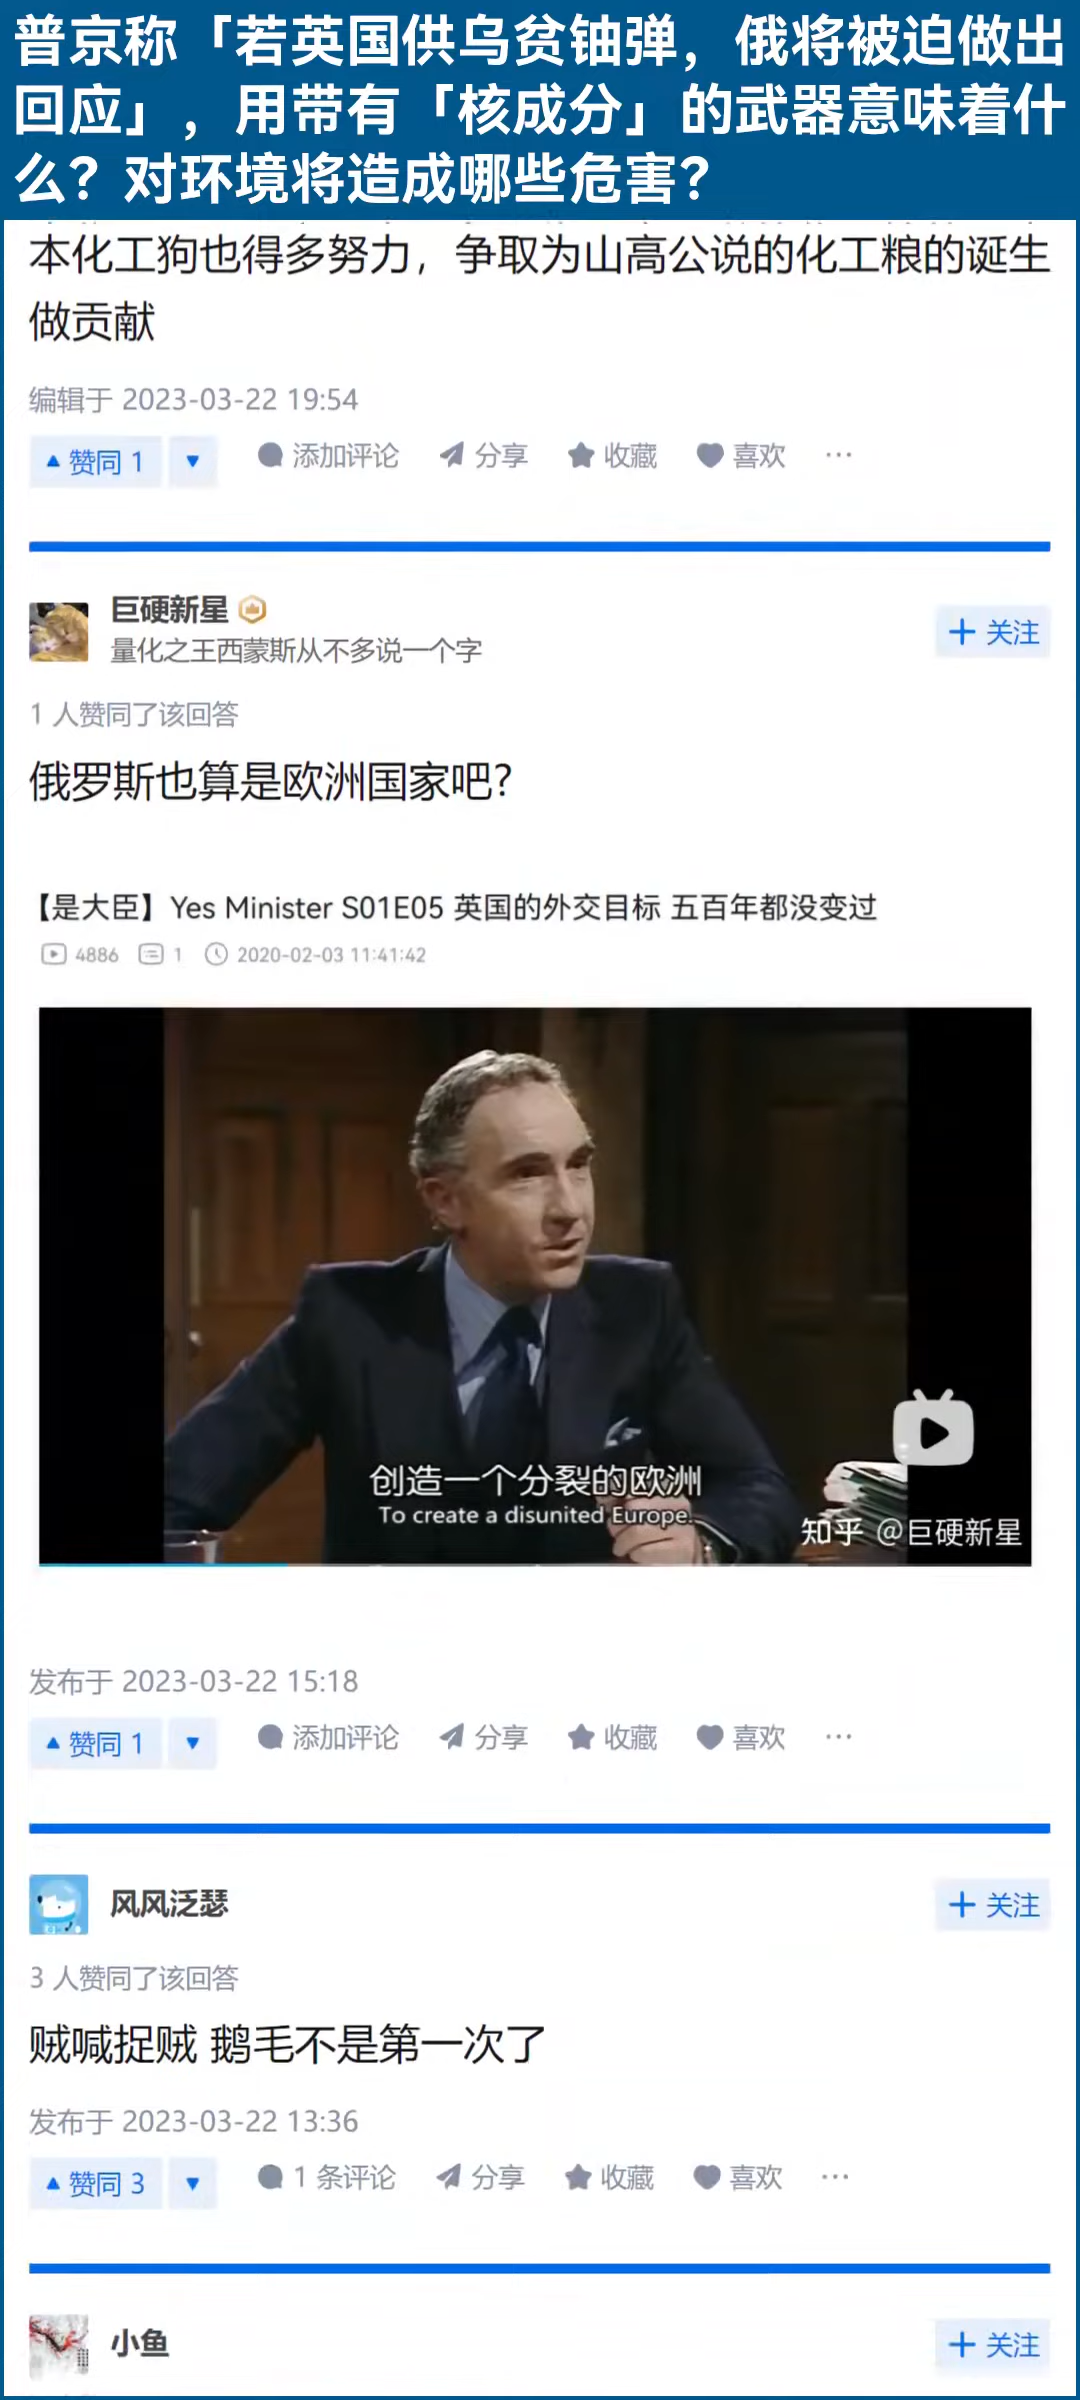 普京称「若英国供乌贫铀弹，俄将被迫做出
回应」，用带有「核成分」的武器意味着什
么？对环境将造成哪些危害？
本化工狗也得多努力，争取为山高公说的化工粮的诞生
做贡献
编辑于 2023-03-22 19:54
▲ 赞同 1 ▼ 添加评论 分享 收藏 喜欢 ···
巨硬新星
+ 关注
量化之王西蒙斯从不多说一个字
1 人赞同了该回答
俄罗斯也算是欧洲国家吧?
【是大臣】Yes Minister S01E05 英国的外交目标 五百年都没变过
4886 1 2020-02-03 11:41:42
创造一个分裂的欧洲
To create a disunited Europe.
知乎 @巨硬新星
发布于 2023-03-22 15:18
▲ 赞同 1 ▼ 添加评论 分享 收藏 喜欢 ···
风风泛瑟
+ 关注
3 人赞同了该回答
贼喊捉贼 鹅毛不是第一次了
发布于 2023-03-22 13:36
▲ 赞同 3 ▼ 1 条评论 分享 收藏 喜欢 ···
小鱼
+ 关注